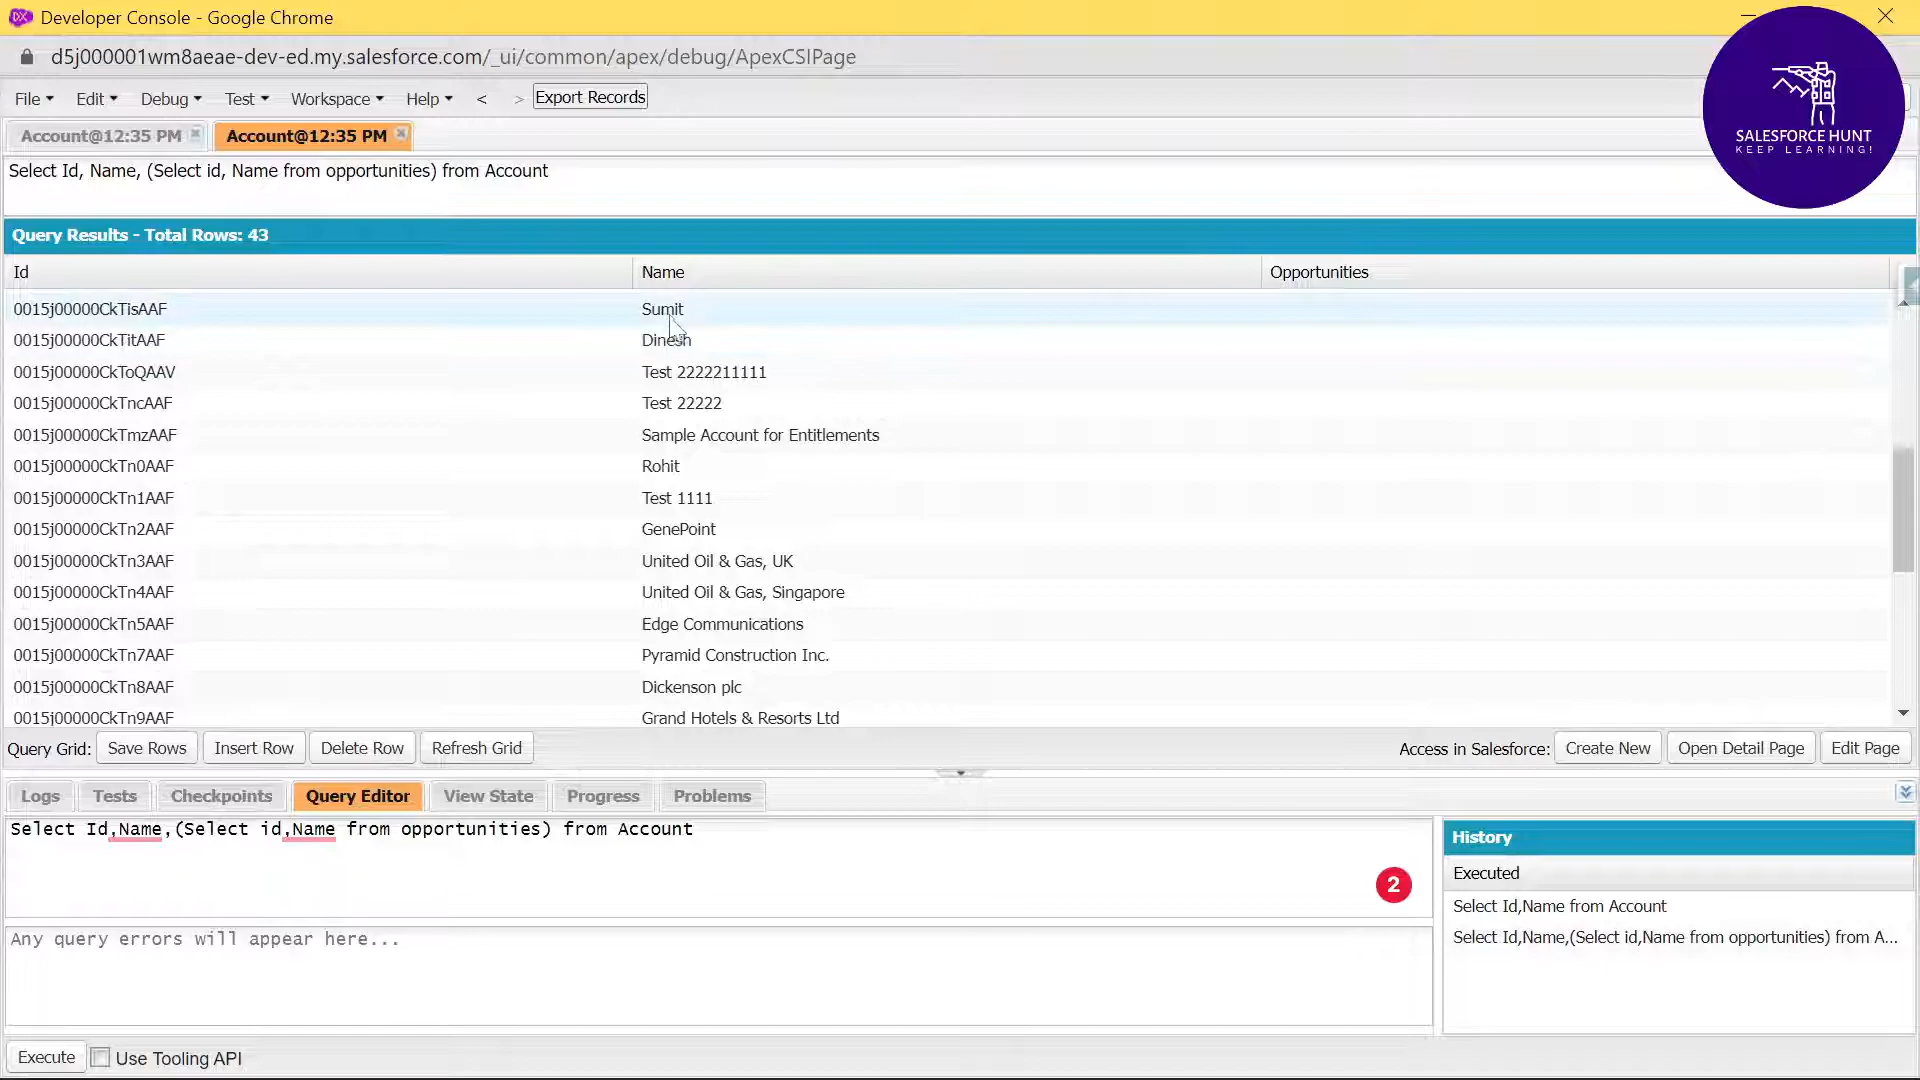 Developer Console - Google Chrome
d5j000001wm8aeae-dev-ed.my.salesforce.com/_ui/common/apex/debug/ApexCSIPage
File Edit Debug Test Workspace Help < > Export Records
SALESFORCE HUNT
KEEP LEARNING!
Account@12:35 PM Account@12:35 PM
Select Id, Name, (Select id, Name from opportunities) from Account
Query Results - Total Rows: 43
Id Name Opportunities
0015j00000CkTisAAF Sumit
0015j00000CkTitAAF Dinesh
0015j00000CkToQAAV Test 2222211111
0015j00000CkTncAAF Test 22222
0015j00000CkTmzAAF Sample Account for Entitlements
0015j00000CkTn0AAF Rohit
0015j00000CkTn1AAF Test 1111
0015j00000CkTn2AAF GenePoint
0015j00000CkTn3AAF United Oil & Gas, UK
0015j00000CkTn4AAF United Oil & Gas, Singapore
0015j00000CkTn5AAF Edge Communications
0015j00000CkTn7AAF Pyramid Construction Inc.
0015j00000CkTn8AAF Dickenson plc
0015j00000CkTn9AAF Grand Hotels & Resorts Ltd
Query Grid: Save Rows Insert Row Delete Row Refresh Grid Access in Salesforce: Create New Open Detail Page Edit Page
Logs Tests Checkpoints Query Editor View State Progress Problems
Select Id,Name,(Select id,Name from opportunities) from Account
2
Any query errors will appear here...
History
Executed
Select Id,Name from Account
Select Id,Name,(Select id,Name from opportunities) from A...
Execute Use Tooling API